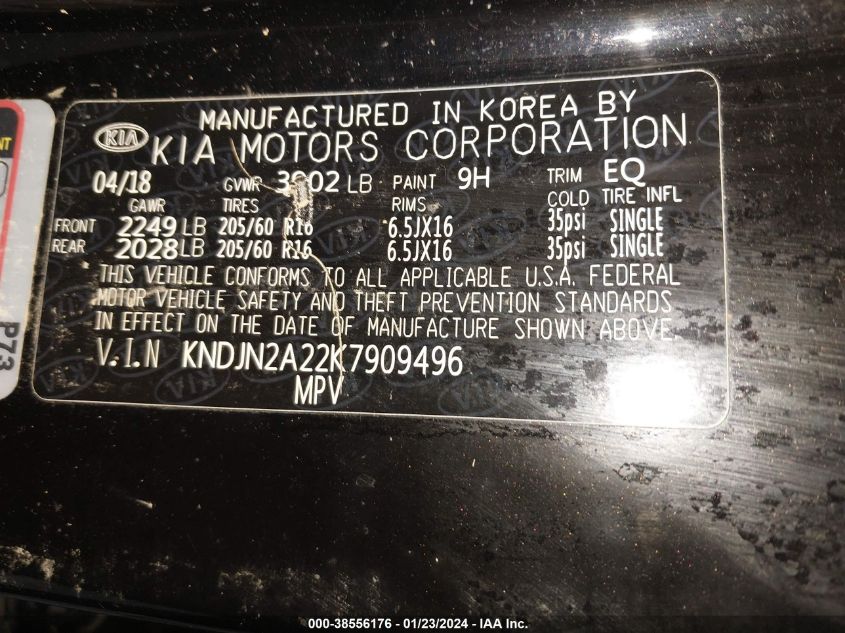 MANUFACTURED IN KOREA BY
KIA KIA MOTORS CORPORATION
04/18 GVWR LB PAINT 9H TRIM EQ
GAWR TIRES RIMS COLD TIRE INFL
FRONT 2249 LB 205/60 R16 6.5JX16 35psi SINGLE
REAR 2028 LB 205/60 R16 6.5JX16 35psi SINGLE
THIS VEHICLE CONFORMS TO ALL APPLICABLE U.S.A. FEDERAL
MOTOR VEHICLE SAFETY AND THEFT PREVENTION STANDARDS
IN EFFECT ON THE DATE OF MANUFACTURE SHOWN ABOVE.
V.I.N KNDJN2A22K7909496
MPV
P73
000-38556176 - 01/23/2024 - IAA Inc.